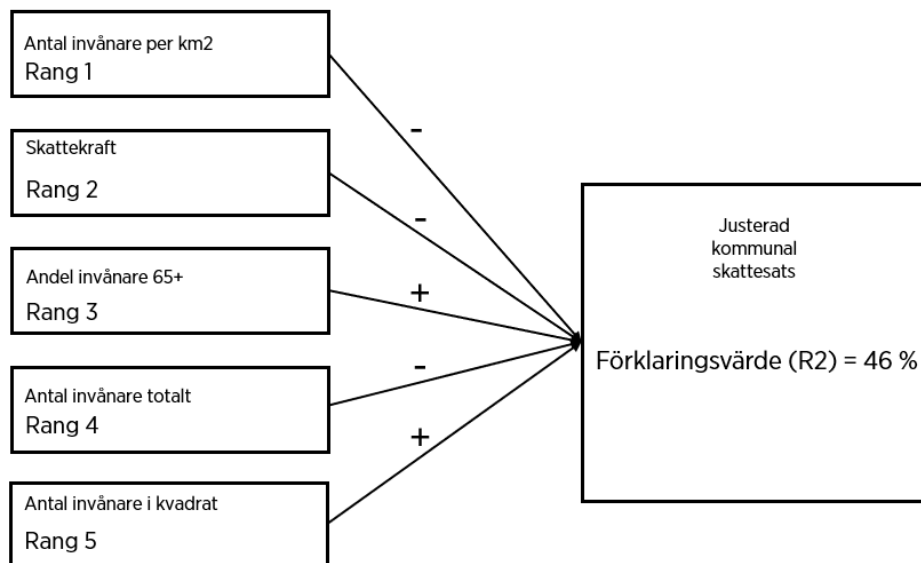 Antal invånare per km2
Rang 1
-
Skattekraft
Rang 2
-
Andel invånare 65+
Rang 3
+
Antal invånare totalt
Rang 4
-
Antal invånare i kvadrat
Rang 5
+
Justerad
kommunal
skattesats
Förklaringsvärde (R2) = 46 %